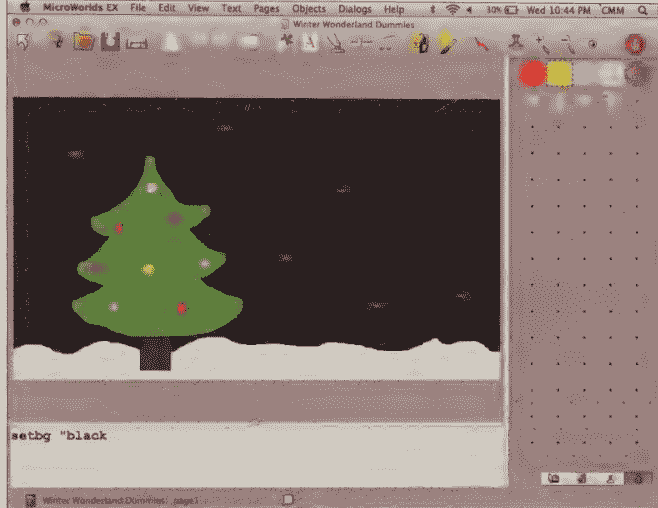 MicroWorlds EX File Edit View Text Pages Objects Dialogs Help 30% Wed 10:44 PM CMM
Winter Wonderland Dummies
setbg "black
Winter Wonderland Dummies: page1